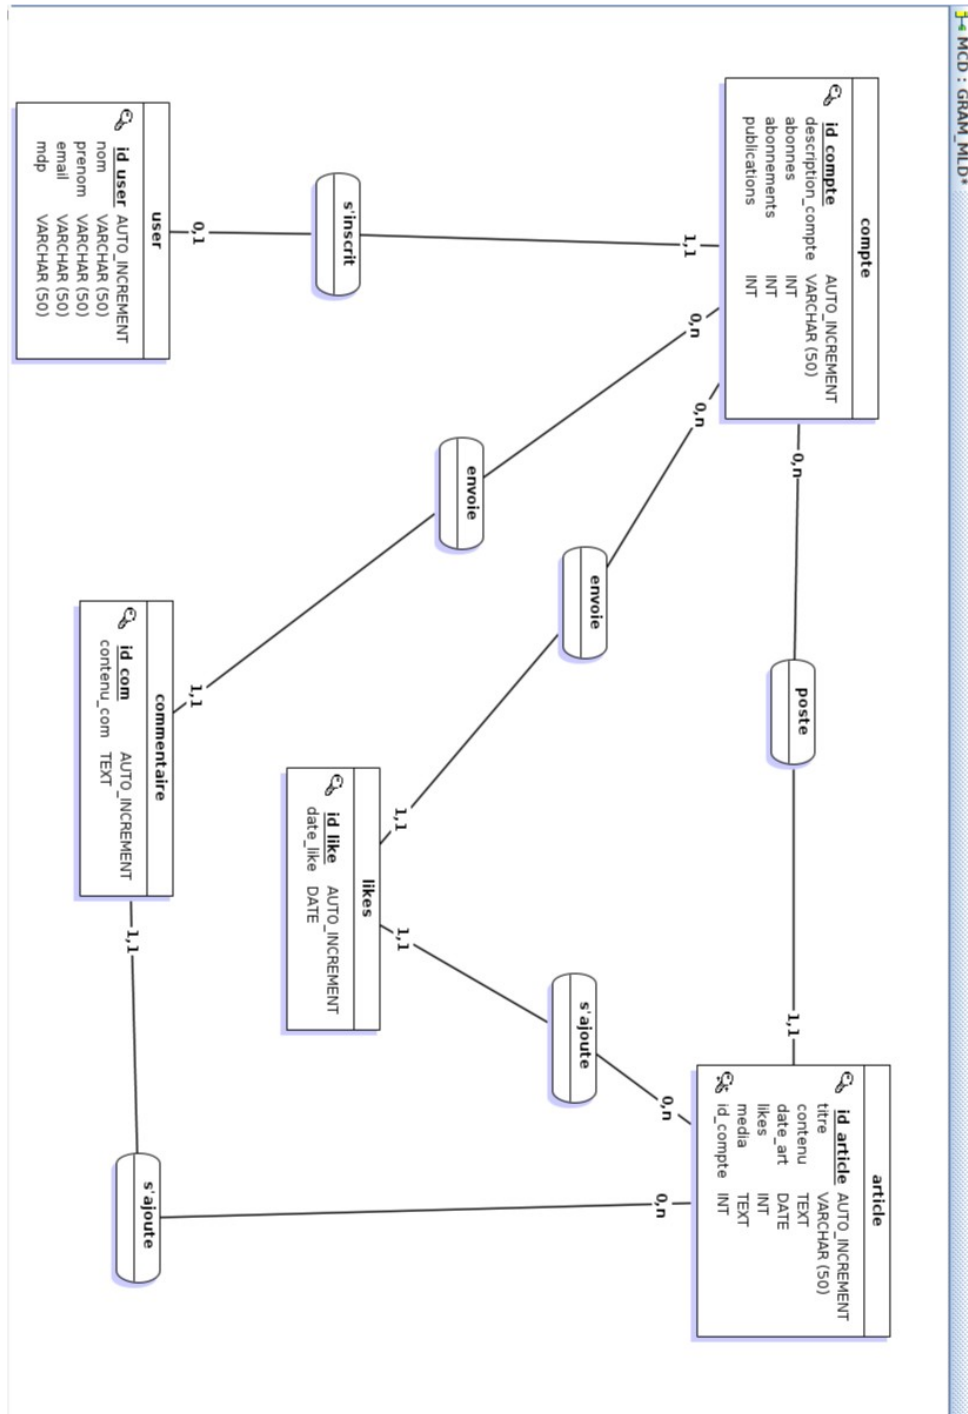 MCD : GRAM_MLD*
compte
id_compte AUTO_INCREMENT
description_compte VARCHAR (50)
abonnes INT
abonnements INT
publications INT
0,n
poste
1,1
article
id_article AUTO_INCREMENT
titre VARCHAR (50)
contenu TEXT
date_art DATE
likes INT
media TEXT
id_compte INT
1,1
0,n
0,n
s'inscrit
envoie
envoie
s'ajoute
0,n
0,n
1,1
1,1
likes
id_like AUTO_INCREMENT
date_like DATE
0,1
1,1
user
id_user AUTO_INCREMENT
nom VARCHAR (50)
prenom VARCHAR (50)
email VARCHAR (50)
mdp VARCHAR (50)
commentaire
id_com AUTO_INCREMENT
contenu_com TEXT
1,1
s'ajoute